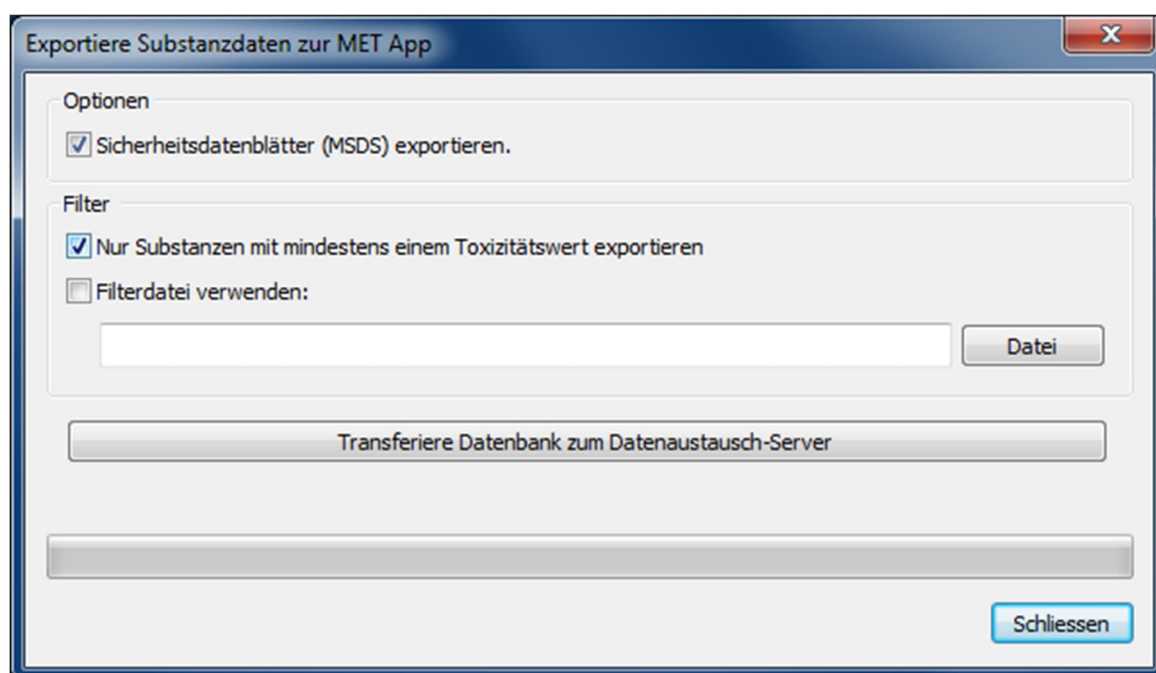 Exportiere Substanzdaten zur MET App
Optionen
Sicherheitsdatenblätter (MSDS) exportieren.
Filter
Nur Substanzen mit mindestens einem Toxizitätswert exportieren
Filterdatei verwenden:
Datei
Transferiere Datenbank zum Datenaustausch-Server
Schliessen